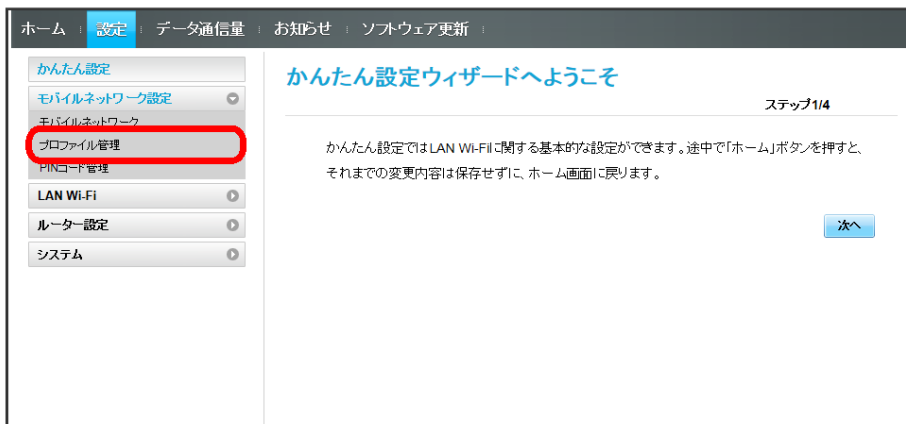 ホーム 設定 データ通信量 お知らせ ソフトウェア更新
かんたん設定
モバイルネットワーク設定
モバイルネットワーク
プロファイル管理
PINコード管理
LAN Wi-Fi
ルーター設定
システム
かんたん設定ウィザードへようこそ
ステップ1/4
かんたん設定ではLAN Wi-Fiに関する基本的な設定ができます。途中で「ホーム」ボタンを押すと、
それまでの変更内容は保存せずに、ホーム画面に戻ります。
次へ